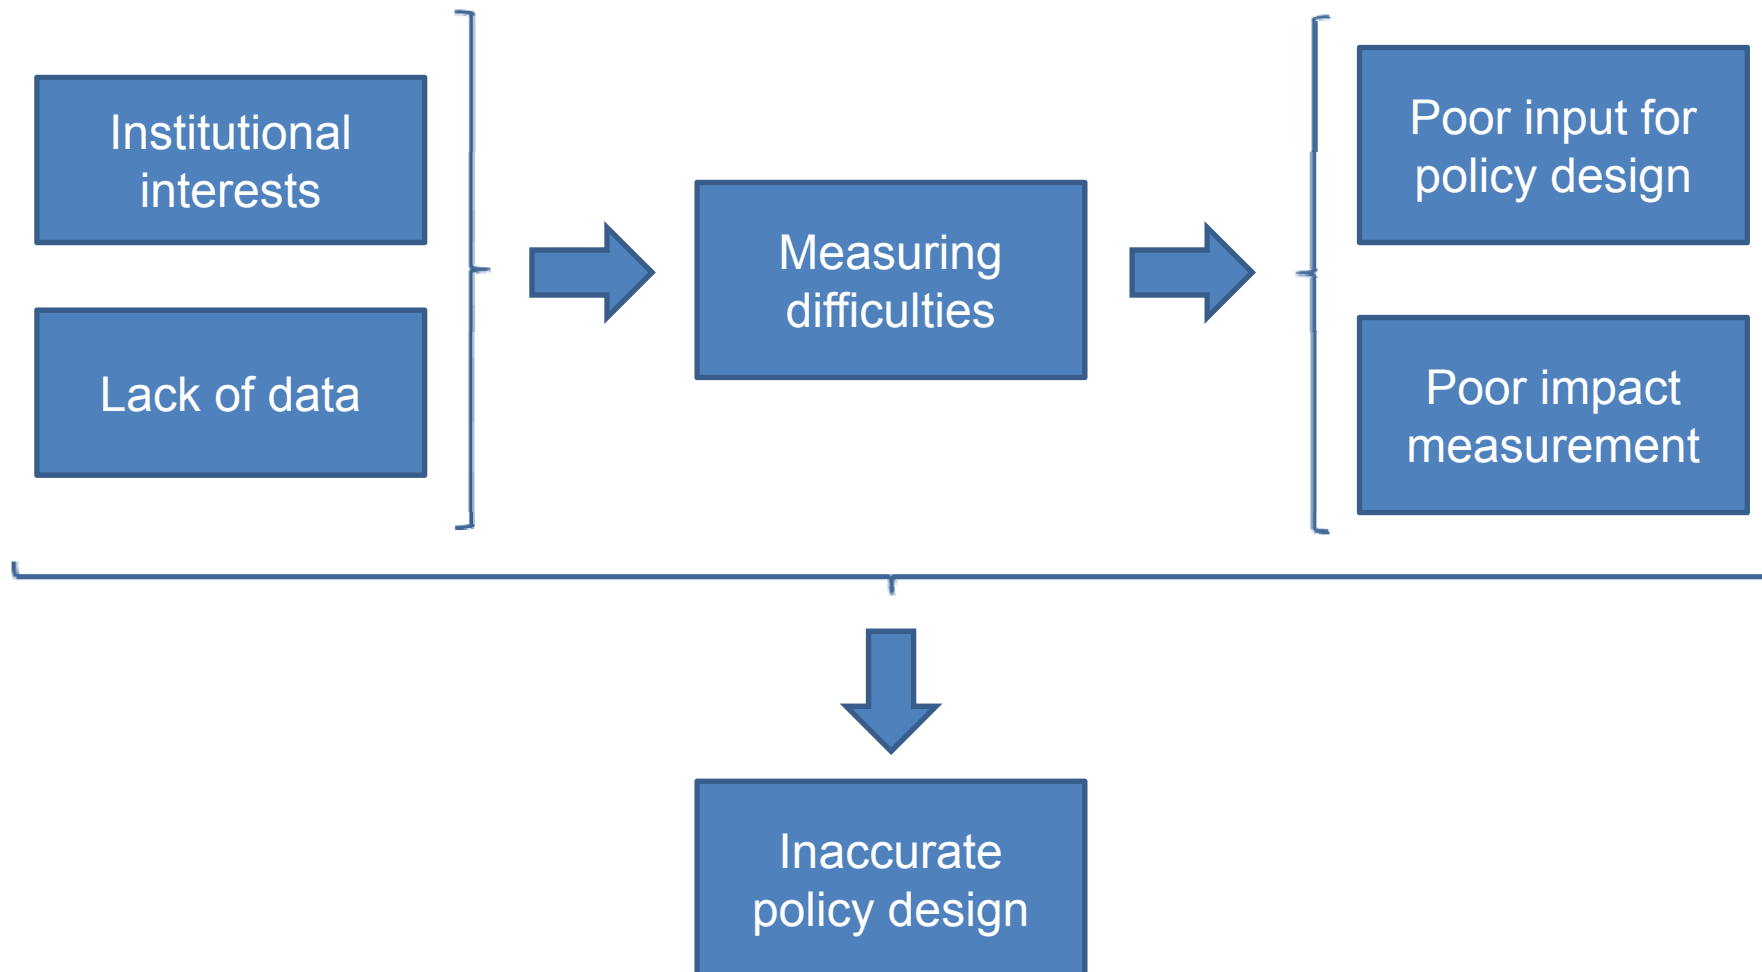 Institutional
interests
Lack of data
Measuring
difficulties
Poor input for
policy design
Poor impact
measurement
Inaccurate
policy design